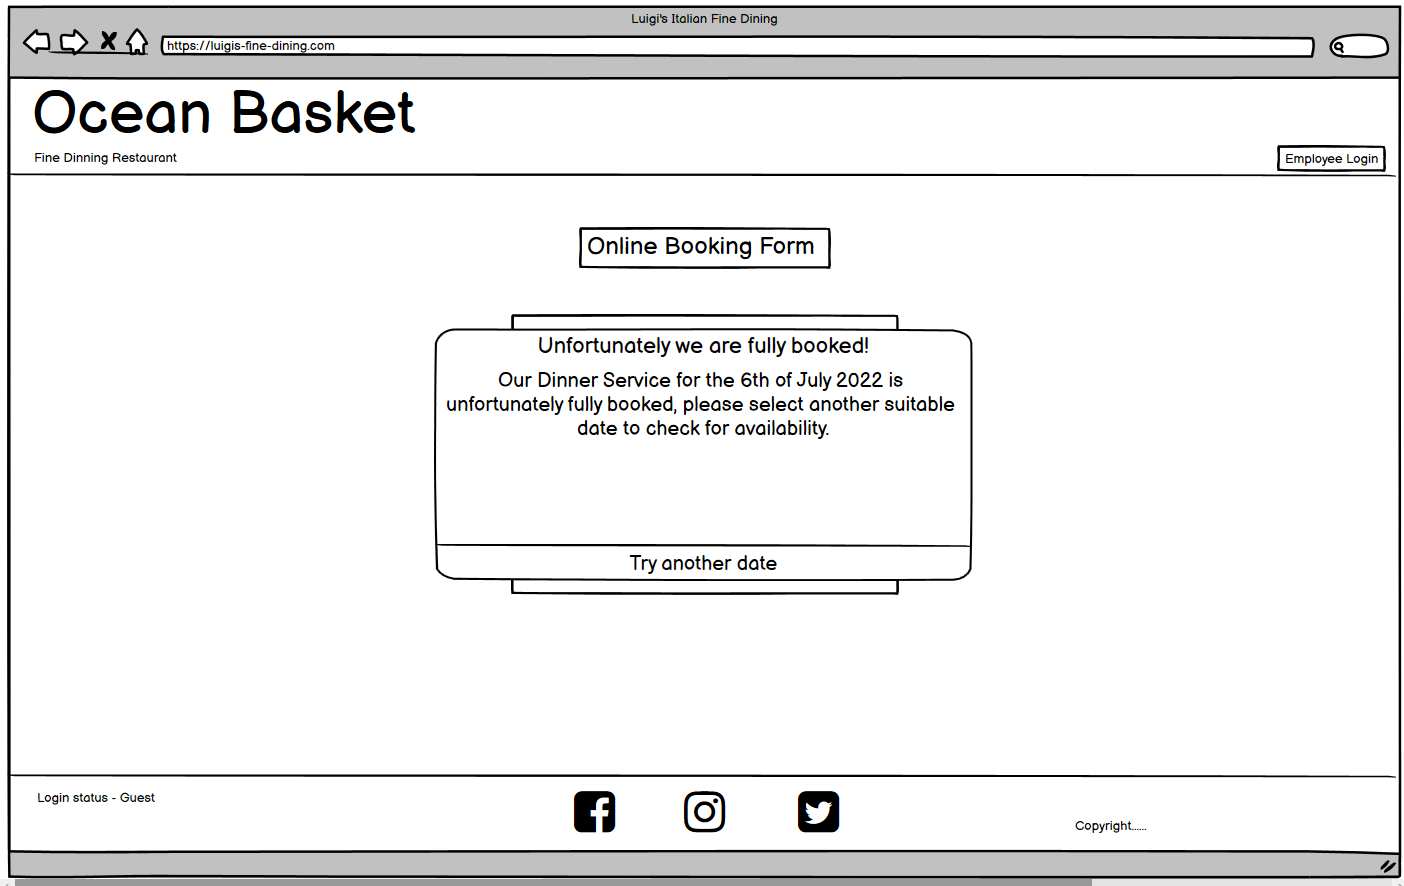 Luigi's Italian Fine Dining
https://luigis-fine-dining.com
Ocean Basket
Fine Dinning Restaurant
Employee Login
Online Booking Form
Unfortunately we are fully booked!
Our Dinner Service for the 6th of July 2022 is
unfortunately fully booked, please select another suitable
date to check for availability.
Try another date
Login status - Guest
Copyright......